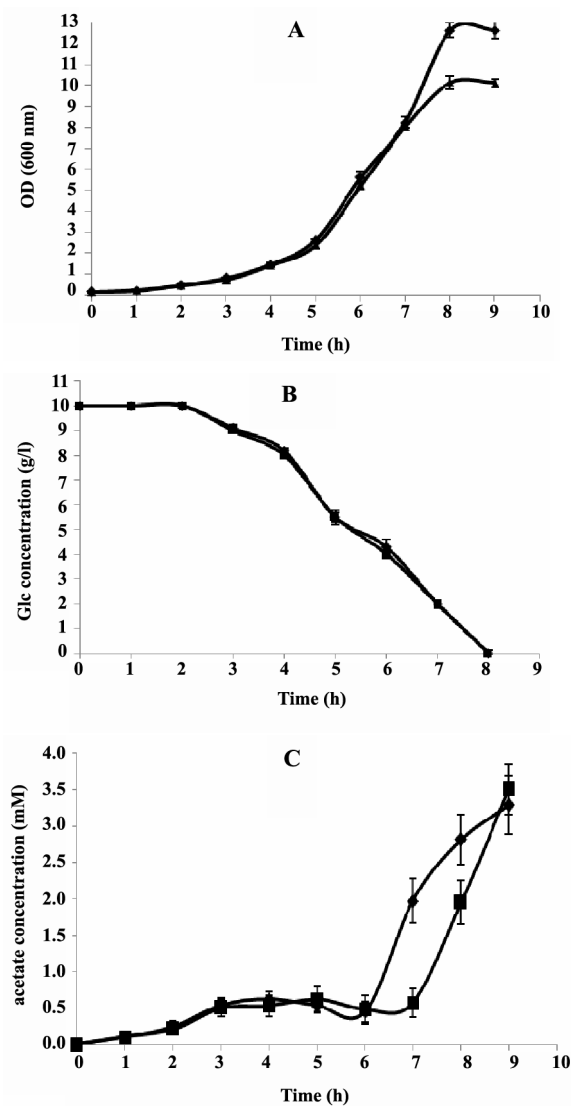 A
OD (600 nm)
13
12
11
10
9
8
7
6
5
4
3
2
1
0
0 1 2 3 4 5 6 7 8 9 10
Time (h)
B
Glc concentration (g/l)
11
10
9
8
7
6
5
4
3
2
1
0
0 1 2 3 4 5 6 7 8 9
Time (h)
C
acetate concentration (mM)
4.0
3.5
3.0
2.5
2.0
1.5
1.0
0.5
0.0
0 1 2 3 4 5 6 7 8 9 10
Time (h)